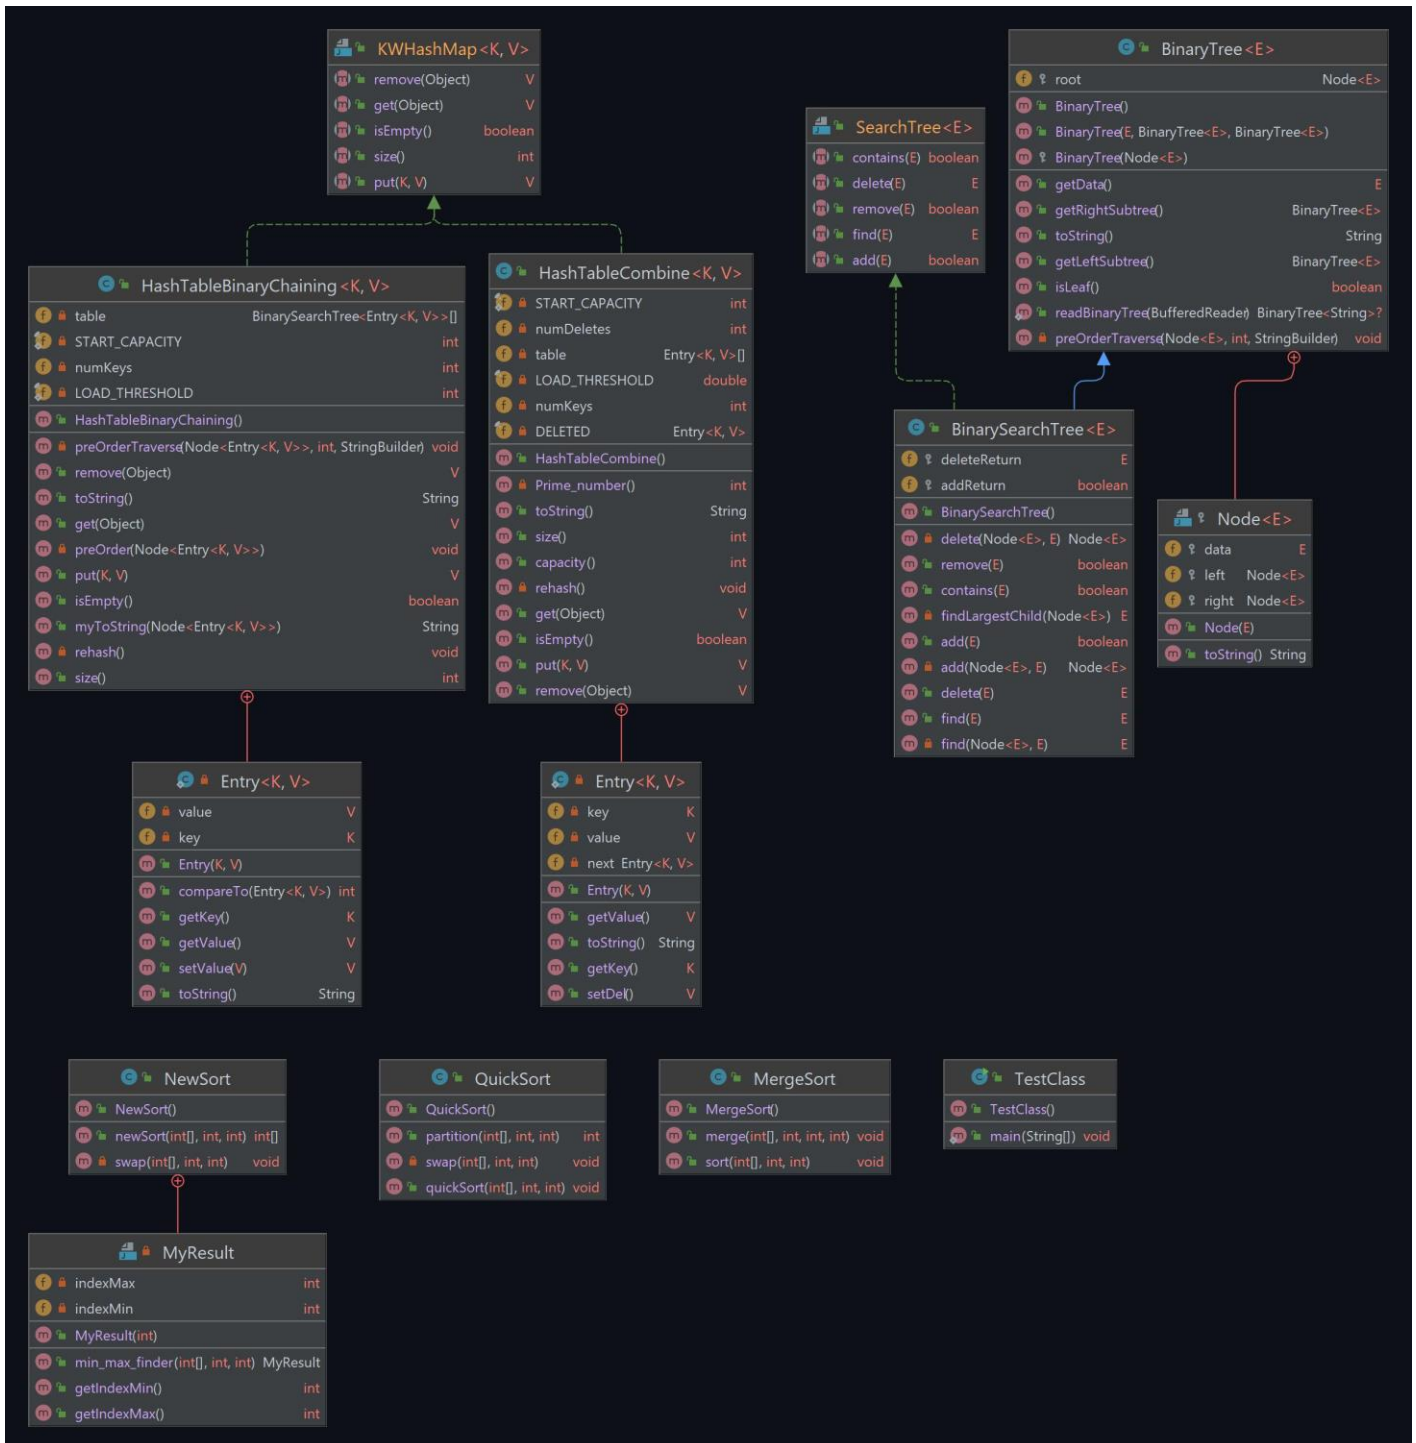 KWHashMap<K, V>
remove(Object) V
get(Object) V
isEmpty() boolean
size() int
put(K, V) V
BinaryTree<E>
root Node<E>
BinaryTree()
BinaryTree(E, BinaryTree<E>, BinaryTree<E>)
BinaryTree(Node<E>)
getData() E
getRightSubtree() BinaryTree<E>
toString() String
getLeftSubtree() BinaryTree<E>
isLeaf() boolean
readBinaryTree(BufferedReader) BinaryTree<String>?
preOrderTraverse(Node<E>, int, StringBuilder) void
SearchTree<E>
contains(E) boolean
delete(E) E
remove(E) boolean
find(E) E
add(E) boolean
HashTableBinaryChaining<K, V>
table BinarySearchTree<Entry<K, V>>[]
START_CAPACITY int
numKeys int
LOAD_THRESHOLD int
HashTableBinaryChaining()
preOrderTraverse(Node<Entry<K, V>>, int, StringBuilder) void
remove(Object) V
toString() String
get(Object) V
preOrder(Node<Entry<K, V>>) void
put(K, V) V
isEmpty() boolean
myToString(Node<Entry<K, V>>) String
rehash() void
size() int
HashTableCombine<K, V>
START_CAPACITY int
numDeletes int
table Entry<K, V>[]
LOAD_THRESHOLD double
numKeys int
DELETED Entry<K, V>
HashTableCombine()
Prime_number() int
toString() String
size() int
capacity() int
rehash() void
get(Object) V
isEmpty() boolean
put(K, V) V
remove(Object) V
BinarySearchTree<E>
deleteReturn E
addReturn boolean
BinarySearchTree()
delete(Node<E>, E) Node<E>
remove(E) boolean
contains(E) boolean
findLargestChild(Node<E>) E
add(E) boolean
add(Node<E>, E) Node<E>
delete(E) E
find(E) E
find(Node<E>, E) E
Node<E>
data E
left Node<E>
right Node<E>
Node(E)
toString() String
Entry<K, V>
value V
key K
Entry(K, V)
compareTo(Entry<K, V>) int
getKey() K
getValue() V
setValue(V) V
toString() String
Entry<K, V>
key K
value V
next Entry<K, V>
Entry(K, V)
getValue() V
toString() String
getKey() K
setDel() V
NewSort
NewSort()
newSort(int[], int, int) int[]
swap(int[], int, int) void
QuickSort
QuickSort()
partition(int[], int, int) int
swap(int[], int, int) void
quickSort(int[], int, int) void
MergeSort
MergeSort()
merge(int[], int, int, int) void
sort(int[], int, int) void
TestClass
TestClass()
main(String[]) void
MyResult
indexMax int
indexMin int
MyResult(int)
min_max_finder(int[], int, int) MyResult
getIndexMin() int
getIndexMax() int